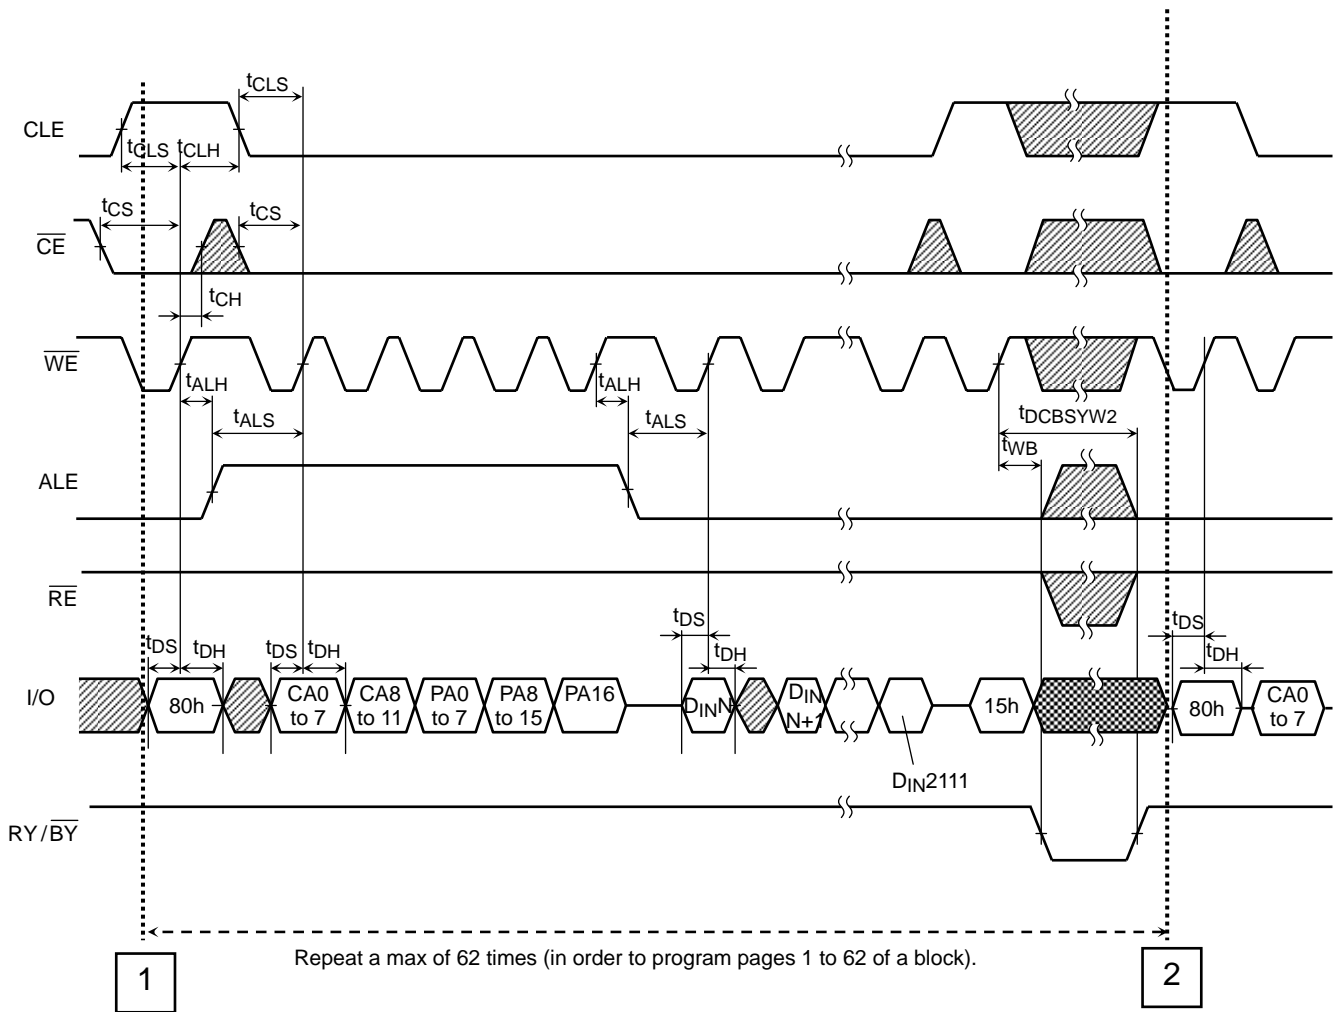 tCLS
CLE
tCLS tCLH
tCS tCS
CE
tCH
WE
tALH tALH
tALS tALS
tDCBSYW2
tWB
ALE
RE
tDS tDH tDS tDH tDS tDH tDS tDH
I/O
80h
CA0 to 7
CA8 to 11
PA0 to 7
PA8 to 15
PA16
DINN
DIN N+1
15h
80h
CA0 to 7
DIN2111
RY/BY
Repeat a max of 62 times (in order to program pages 1 to 62 of a block).
1
2